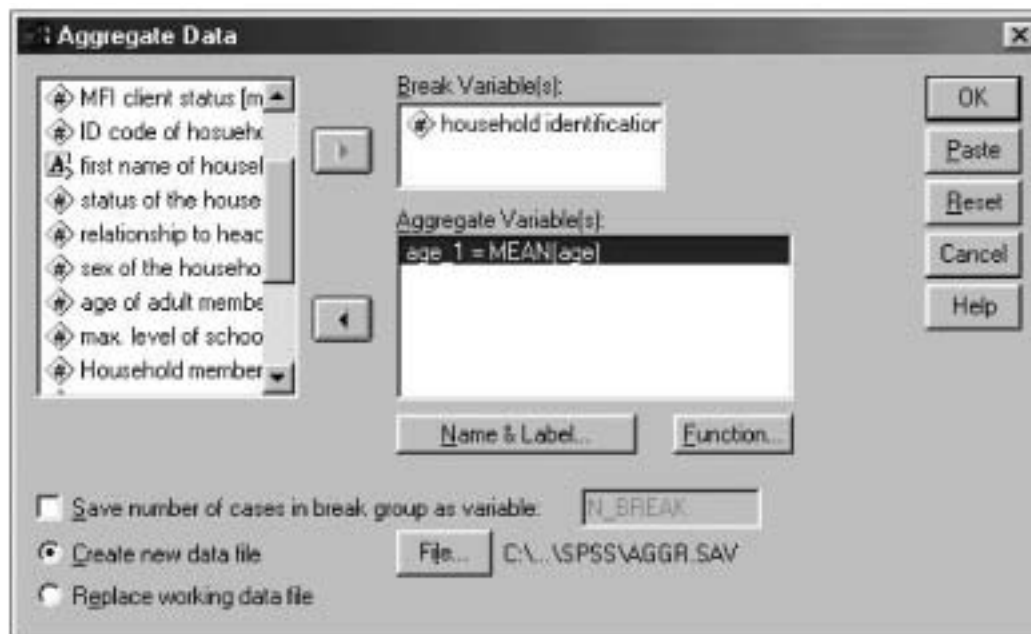 Aggregate Data
MFI client status [m
ID code of hosueho
first name of housel
status of the house
relationship to head
sex of the househo
age of adult membe
max. level of schoo
Household member
Break Variable(s):
household identification
Aggregate Variable(s):
age_1 = MEAN(age)
Name & Label...
Function...
OK
Paste
Reset
Cancel
Help
Save number of cases in break group as variable:
N_BREAK
Create new data file
File...
C:\...\SPSS\AGGR.SAV
Replace working data file